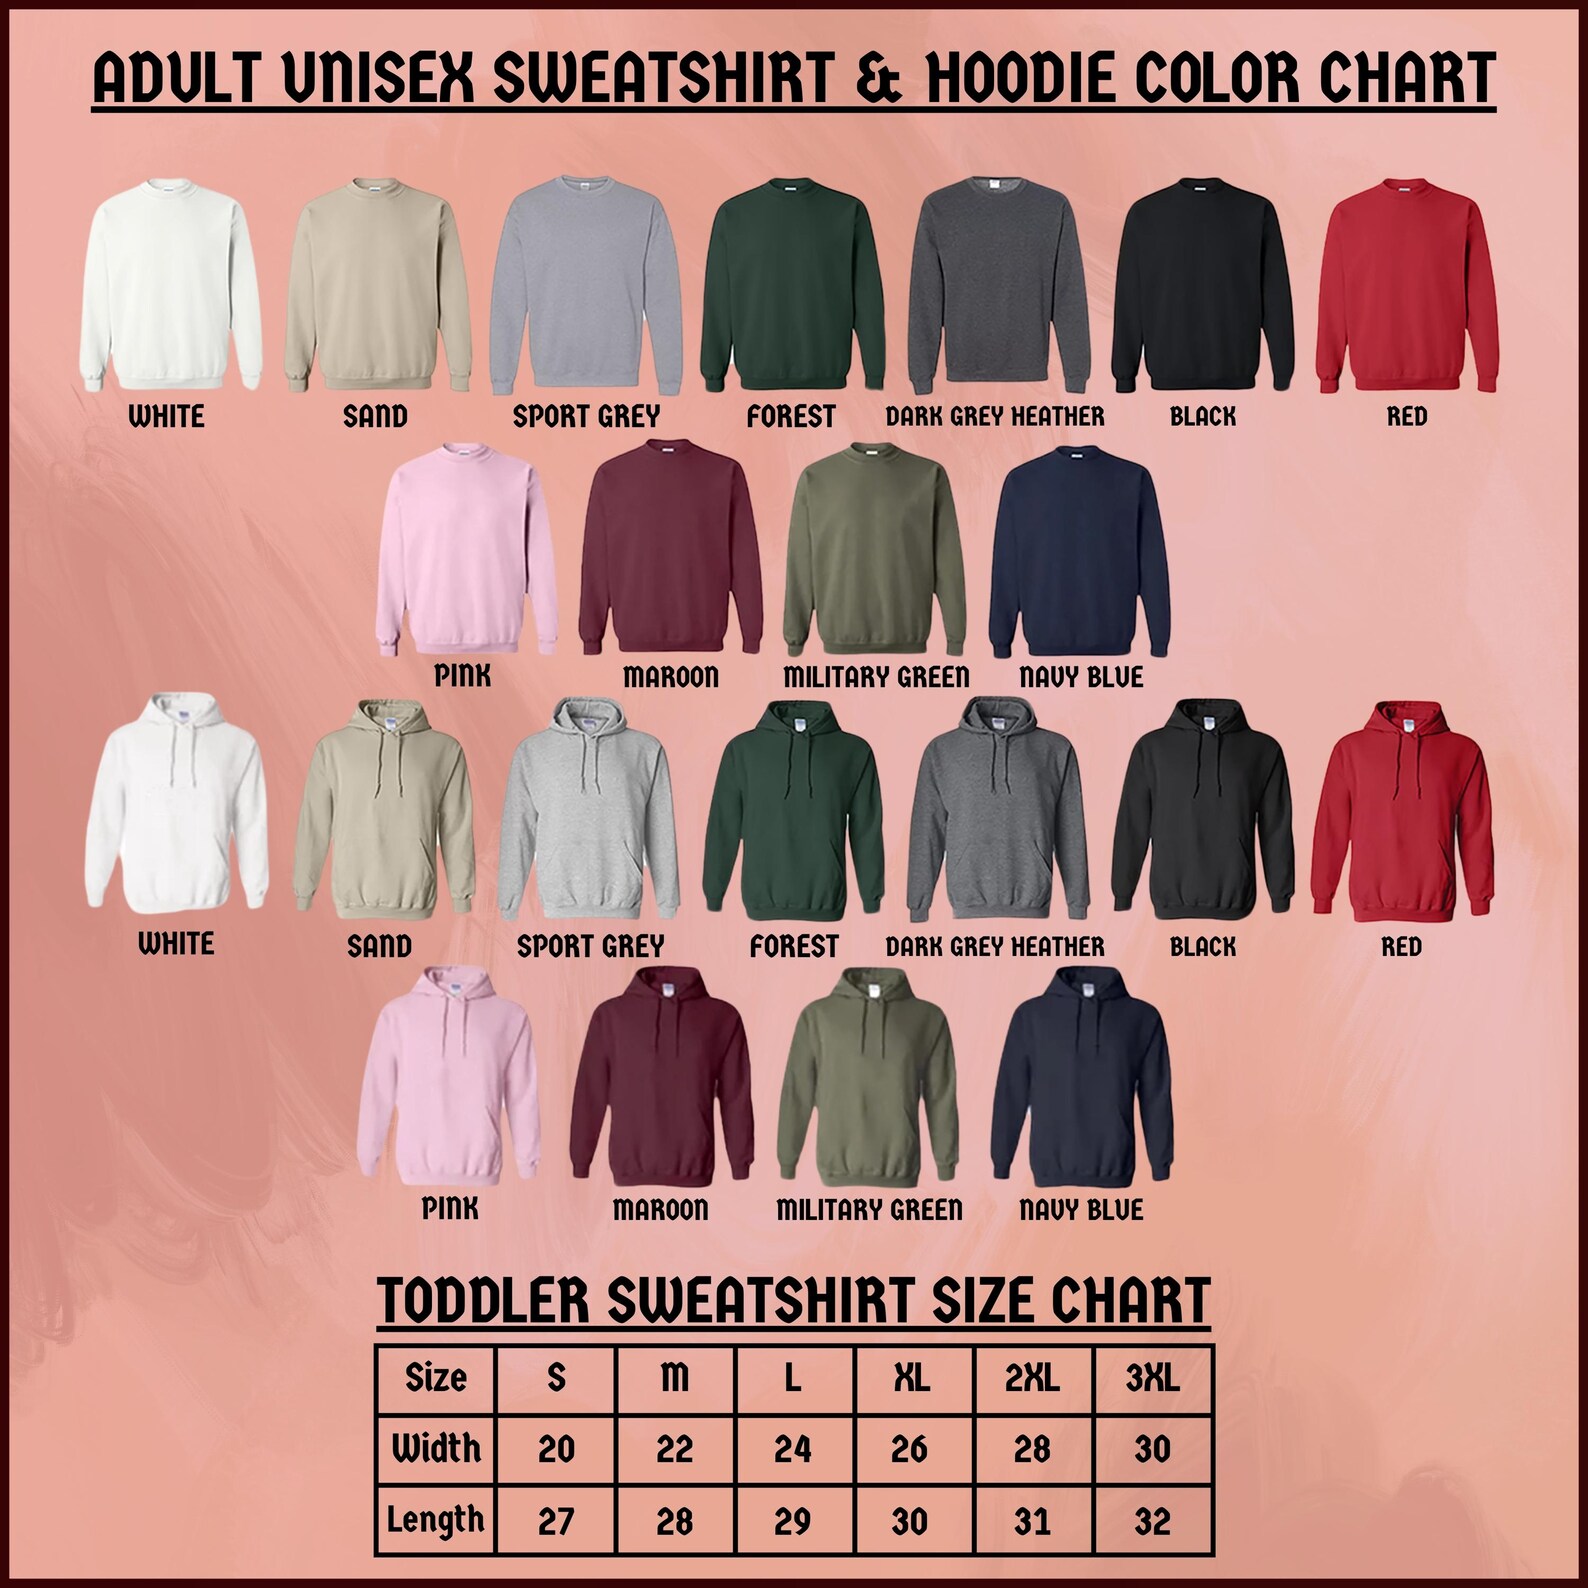 ADULT UNISEX SWEATSHIRT & HOODIE COLOR CHART
WHITE SAND SPORT GREY FOREST DARK GREY HEATHER BLACK RED
PINK MAROON MILITARY GREEN NAVY BLUE
WHITE SAND SPORT GREY FOREST DARK GREY HEATHER BLACK RED
PINK MAROON MILITARY GREEN NAVY BLUE
TODDLER SWEATSHIRT SIZE CHART
Size S M L XL 2XL 3XL
Width 20 22 24 26 28 30
Length 27 28 29 30 31 32